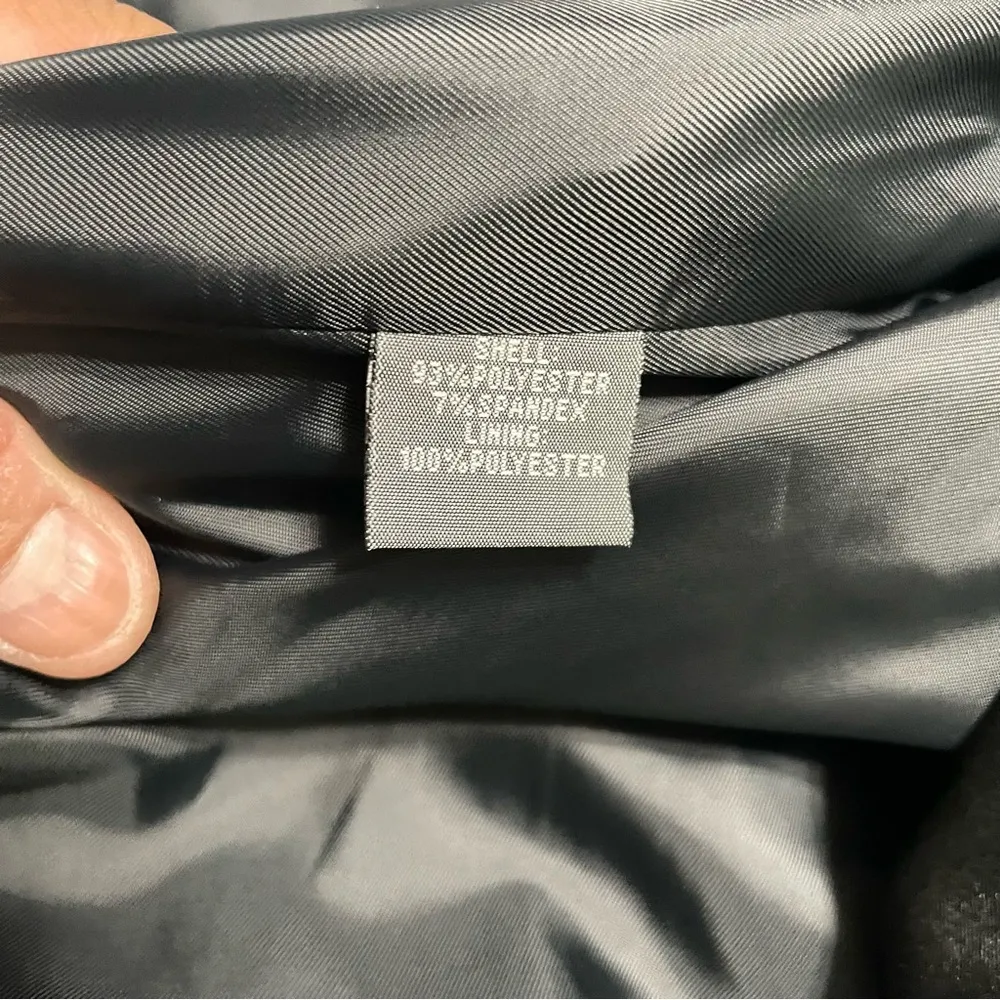 SHELL:
93%POLYESTER
7%SPANDEX
LINING:
100%POLYESTER